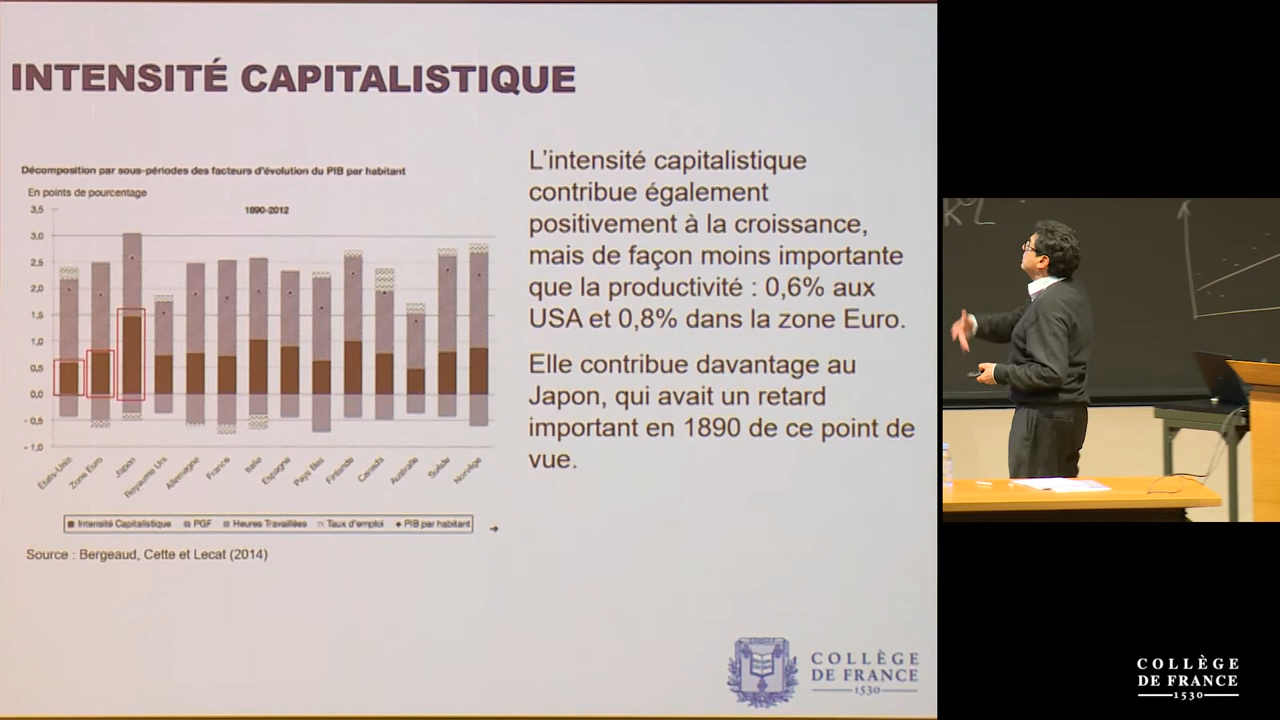 INTENSITÉ CAPITALISTIQUE
Décomposition par sous-périodes des facteurs d'évolution du PIB par habitant
En points de pourcentage
1890-2012
3,5
3,0
2,5
2,0
1,5
1,0
0,5
0,0
- 0,5
- 1,0
États-Unis
Zone Euro
Japon
Royaume Uni
Allemagne
France
Italie
Espagne
Pays Bas
Finlande
Canada
Australie
Suède
Norvège
Intensité Capitalistique PGF Heures Travaillées Taux d'emploi PIB par habitant
Source : Bergeaud, Cette et Lecat (2014)
L'intensité capitalistique
contribue également
positivement à la croissance,
mais de façon moins importante
que la productivité : 0,6% aux
USA et 0,8% dans la zone Euro.
Elle contribue davantage au
Japon, qui avait un retard
important en 1890 de ce point de
vue.
COLLÈGE
DE FRANCE
1530
COLLÈGE
DE FRANCE
1530